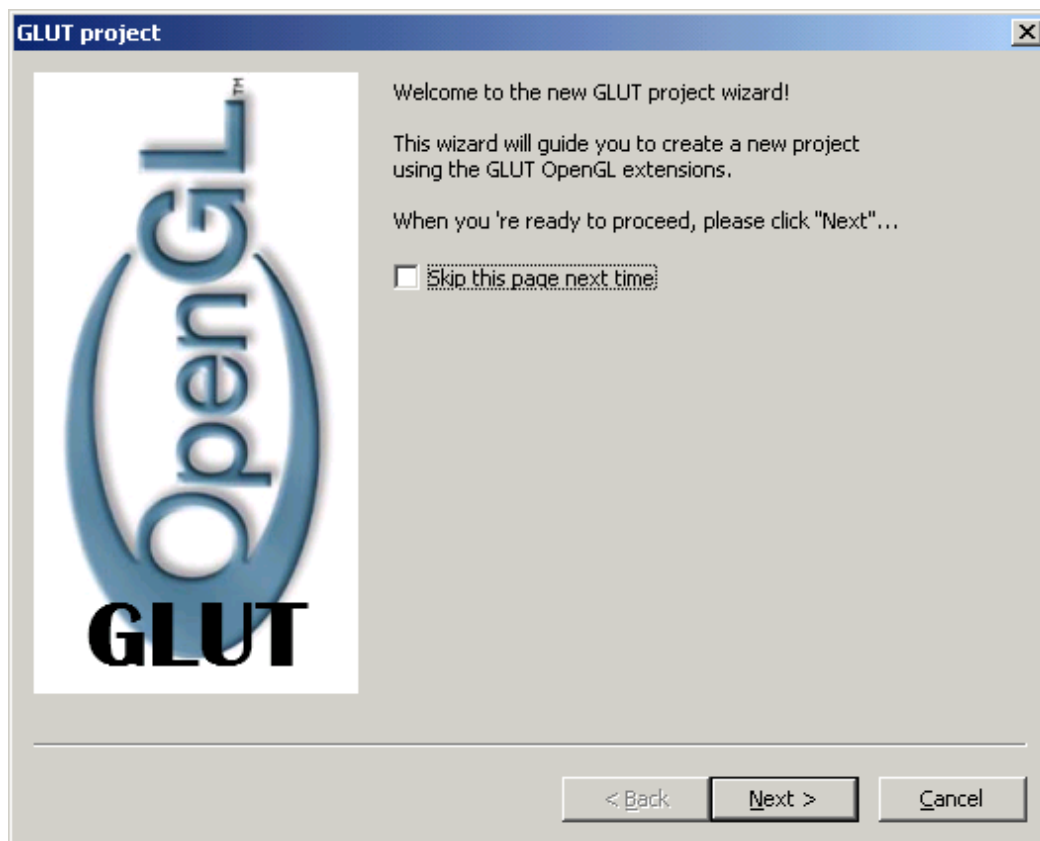 GLUT project
Welcome to the new GLUT project wizard!
This wizard will guide you to create a new project
using the GLUT OpenGL extensions.
When you 're ready to proceed, please click "Next"...
Skip this page next time
OpenGL™
GLUT
< Back
Next >
Cancel